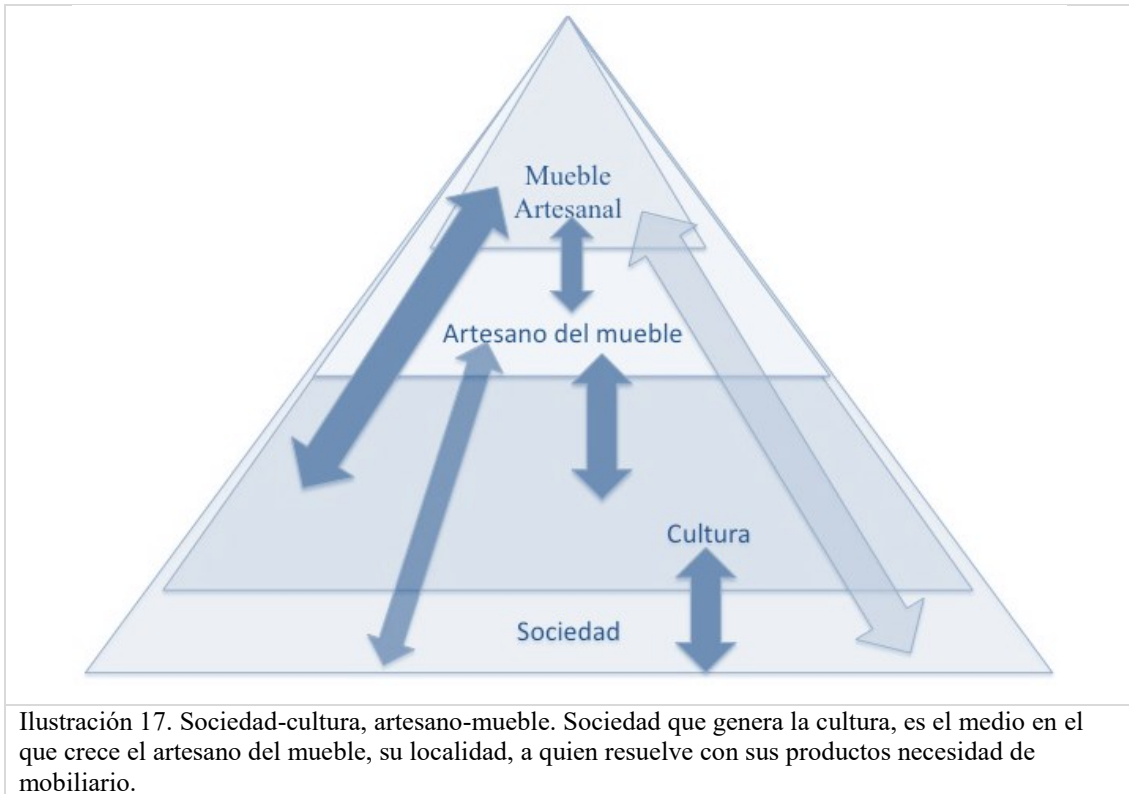 Mueble
Artesanal
Artesano del mueble
Cultura
Sociedad
Ilustración 17. Sociedad-cultura, artesano-mueble. Sociedad que genera la cultura, es el medio en el
que crece el artesano del mueble, su localidad, a quien resuelve con sus productos necesidad de
mobiliario.